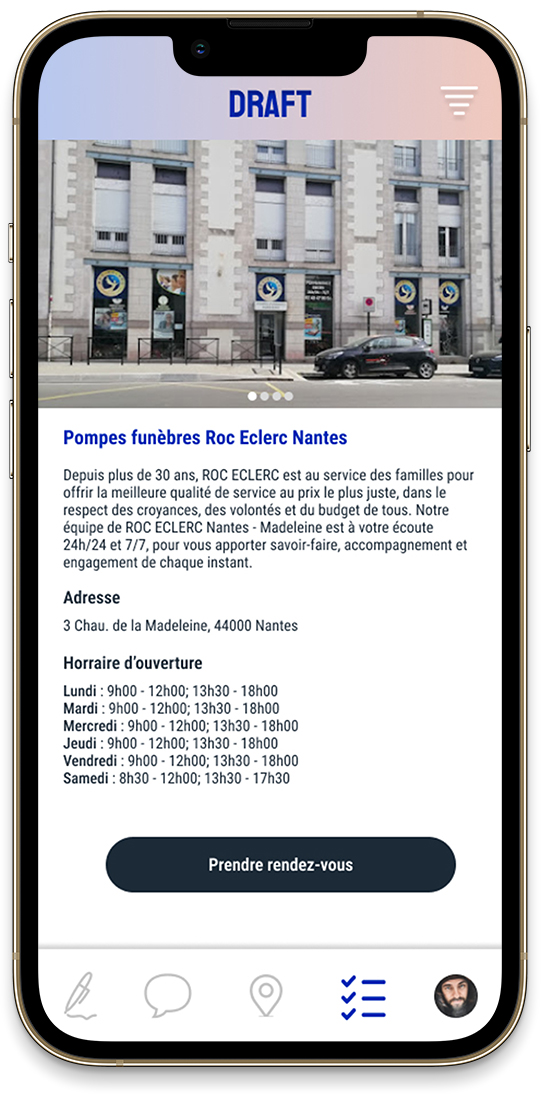 DRAFT
Pompes funèbres Roc Eclerc Nantes
Depuis plus de 30 ans, ROC ECLERC est au service des familles pour
offrir la meilleure qualité de service au prix le plus juste, dans le
respect des croyances, des volontés et du budget de tous. Notre
équipe de ROC ECLERC Nantes - Madeleine est à votre écoute
24h/24 et 7/7, pour vous apporter savoir-faire, accompagnement et
engagement de chaque instant.
Adresse
3 Chau. de la Madeleine, 44000 Nantes
Horraire d’ouverture
Lundi : 9h00 - 12h00; 13h30 - 18h00
Mardi : 9h00 - 12h00; 13h30 - 18h00
Mercredi : 9h00 - 12h00; 13h30 - 18h00
Jeudi : 9h00 - 12h00; 13h30 - 18h00
Vendredi : 9h00 - 12h00; 13h30 - 18h00
Samedi : 8h30 - 12h00; 13h30 - 17h30
Prendre rendez-vous